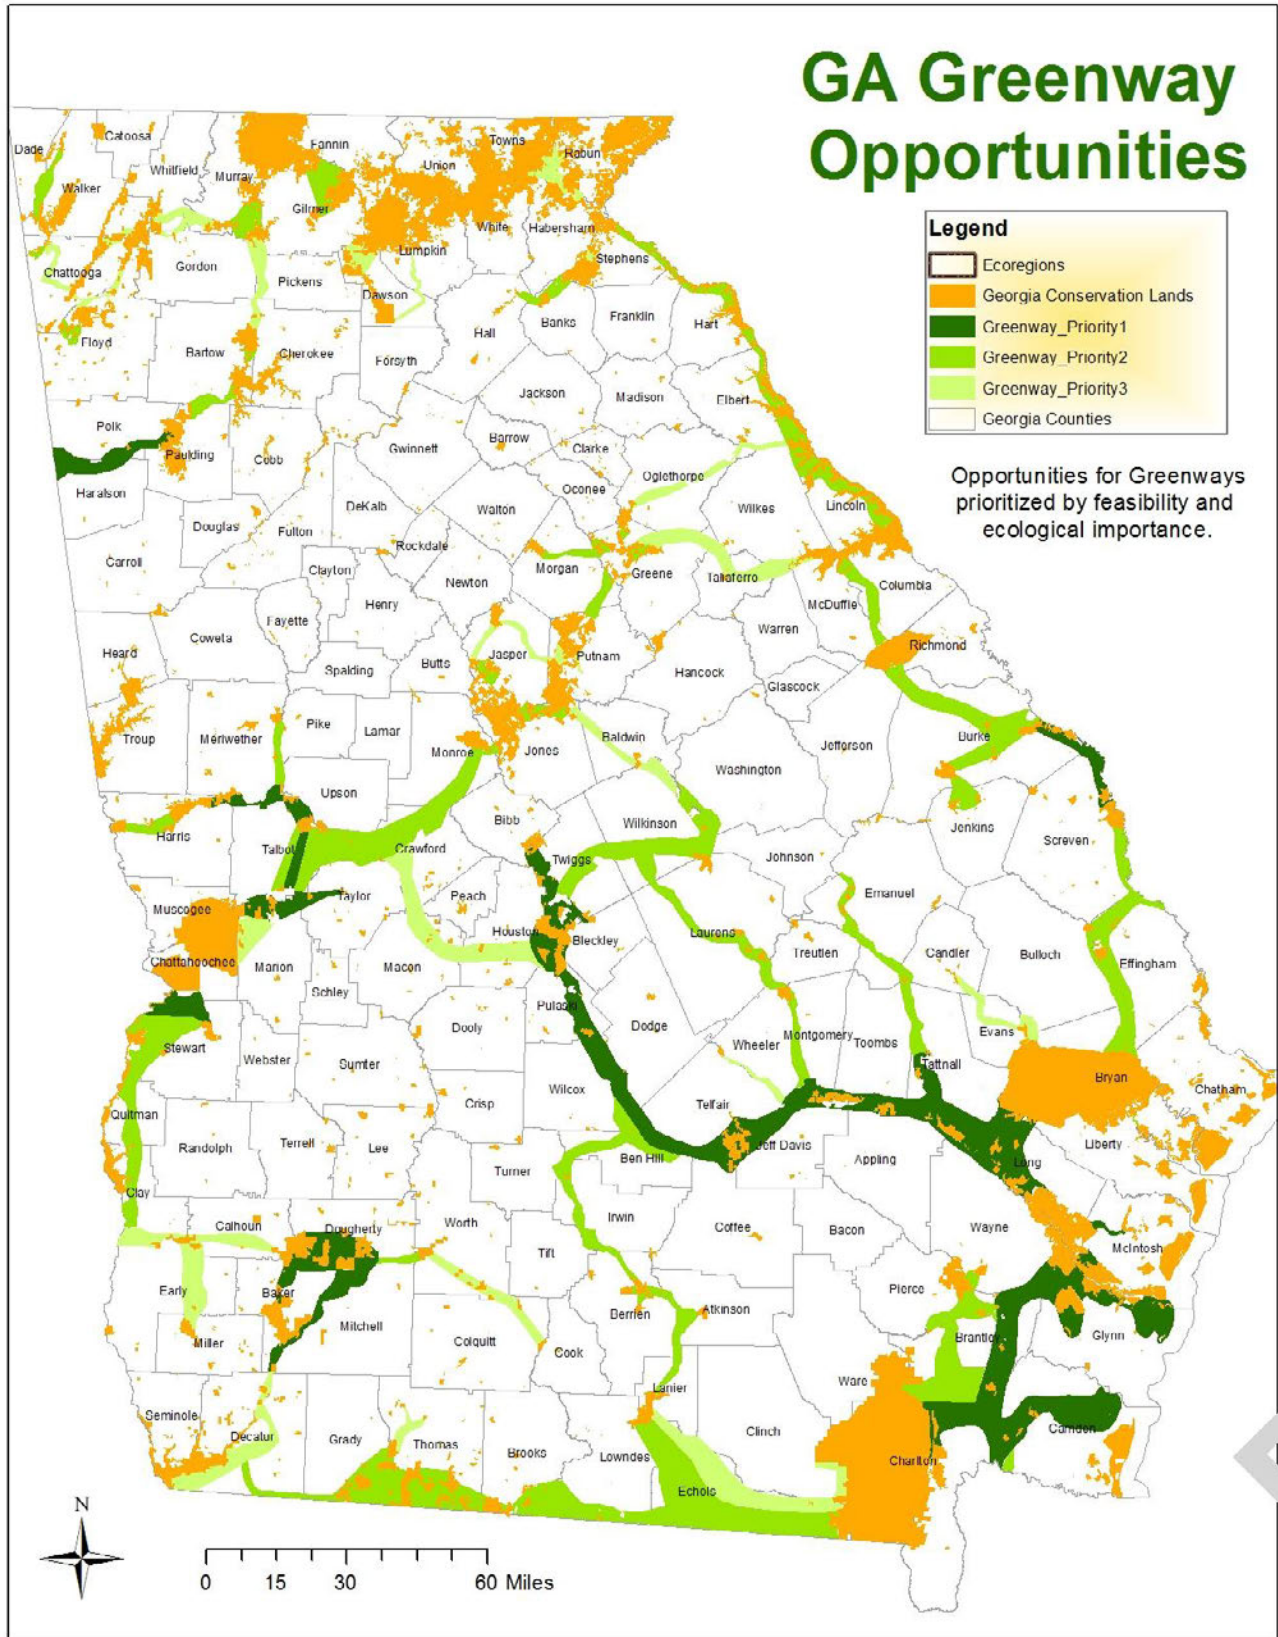 GA Greenway
Opportunities
Legend
Ecoregions
Georgia Conservation Lands
Greenway_Priority1
Greenway_Priority2
Greenway_Priority3
Georgia Counties
Opportunities for Greenways
prioritized by feasibility and
ecological importance.
Dade
Catoosa
Fannin
Towns
Rabun
Walker
Whitfield
Murray
Union
Gilmer
White
Habersham
Chattooga
Gordon
Pickens
Lumpkin
Stephens
Dawson
Floyd
Bartow
Cherokee
Forsyth
Hall
Banks
Franklin
Hart
Polk
Paulding
Cobb
Gwinnett
Jackson
Madison
Elbert
Barrow
Clarke
Haralson
Oconee
Oglethorpe
Douglas
Fulton
DeKalb
Walton
Wilkes
Lincoln
Carroll
Clayton
Rockdale
Newton
Morgan
Greene
Taliaferro
Columbia
McDuffie
Heard
Coweta
Fayette
Henry
Warren
Spalding
Butts
Jasper
Putnam
Hancock
Glascock
Richmond
Troup
Meriwether
Pike
Lamar
Monroe
Jones
Baldwin
Washington
Jefferson
Burke
Upson
Harris
Talbot
Crawford
Bibb
Twiggs
Wilkinson
Johnson
Jenkins
Screven
Muscogee
Taylor
Peach
Emanuel
Chattahoochee
Marion
Macon
Houston
Bleckley
Laurens
Treutlen
Candler
Bulloch
Effingham
Schley
Dooly
Pulaski
Dodge
Stewart
Webster
Sumter
Wheeler
Montgomery
Toombs
Evans
Tattnall
Bryan
Chatham
Quitman
Crisp
Wilcox
Telfair
Randolph
Terrell
Lee
Turner
Ben Hill
Jeff Davis
Appling
Long
Liberty
Clay
Calhoun
Dougherty
Worth
Tift
Irwin
Coffee
Bacon
Wayne
McIntosh
Early
Baker
Mitchell
Colquitt
Cook
Berrien
Atkinson
Pierce
Brantley
Glynn
Miller
Lanier
Ware
Seminole
Decatur
Grady
Thomas
Brooks
Lowndes
Clinch
Charlton
Camden
Echols
N
0 15 30 60 Miles